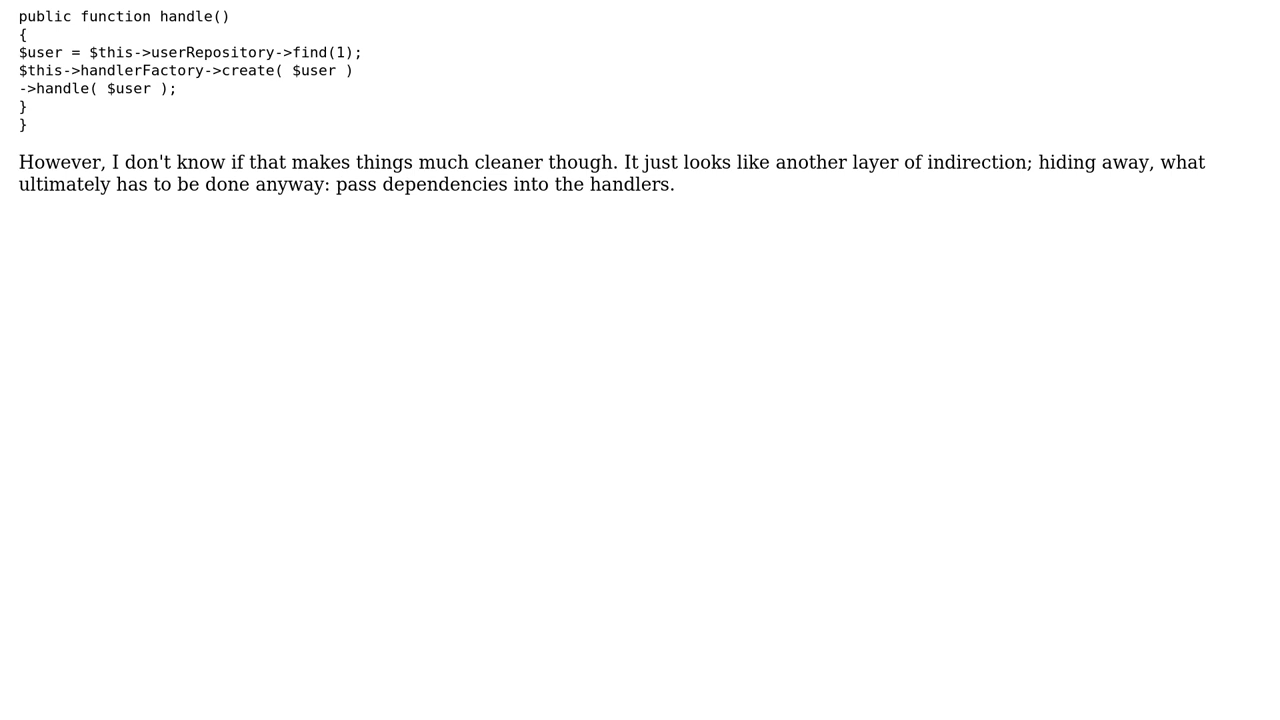 public function handle()
{
$user = $this->userRepository->find(1);
$this->handlerFactory->create( $user )
->handle( $user );
}
}
However, I don't know if that makes things much cleaner though. It just looks like another layer of indirection; hiding away, what
ultimately has to be done anyway: pass dependencies into the handlers.